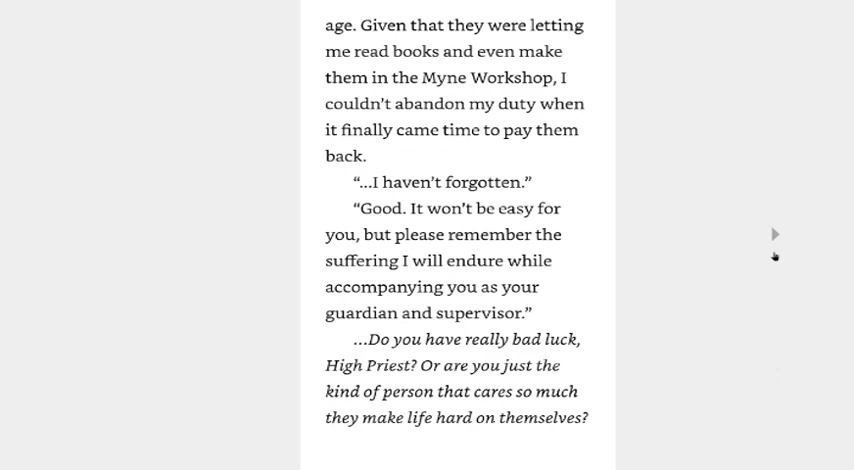 age. Given that they were letting
me read books and even make
them in the Myne Workshop, I
couldn’t abandon my duty when
it finally came time to pay them
back.
“...I haven’t forgotten.”
“Good. It won’t be easy for
you, but please remember the
suffering I will endure while
accompanying you as your
guardian and supervisor.”
...Do you have really bad luck,
High Priest? Or are you just the
kind of person that cares so much
they make life hard on themselves?